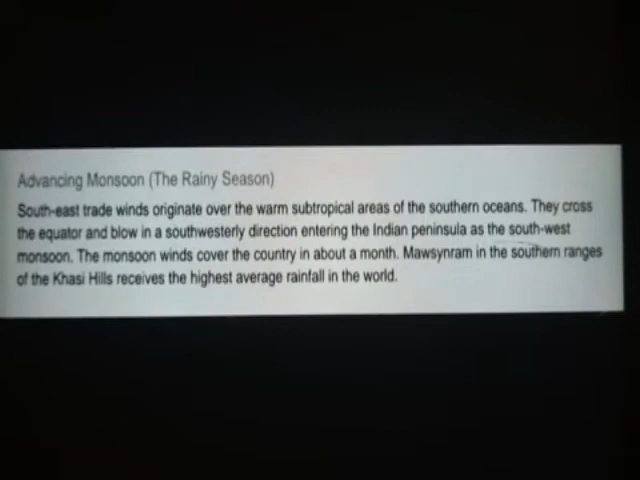 Advancing Monsoon (The Rainy Season)
South-east trade winds originate over the warm subtropical areas of the southern oceans. They cross
the equator and blow in a southwesterly direction entering the Indian peninsula as the south-west
monsoon. The monsoon winds cover the country in about a month. Mawsynram in the southern ranges
of the Khasi Hills receives the highest average rainfall in the world.